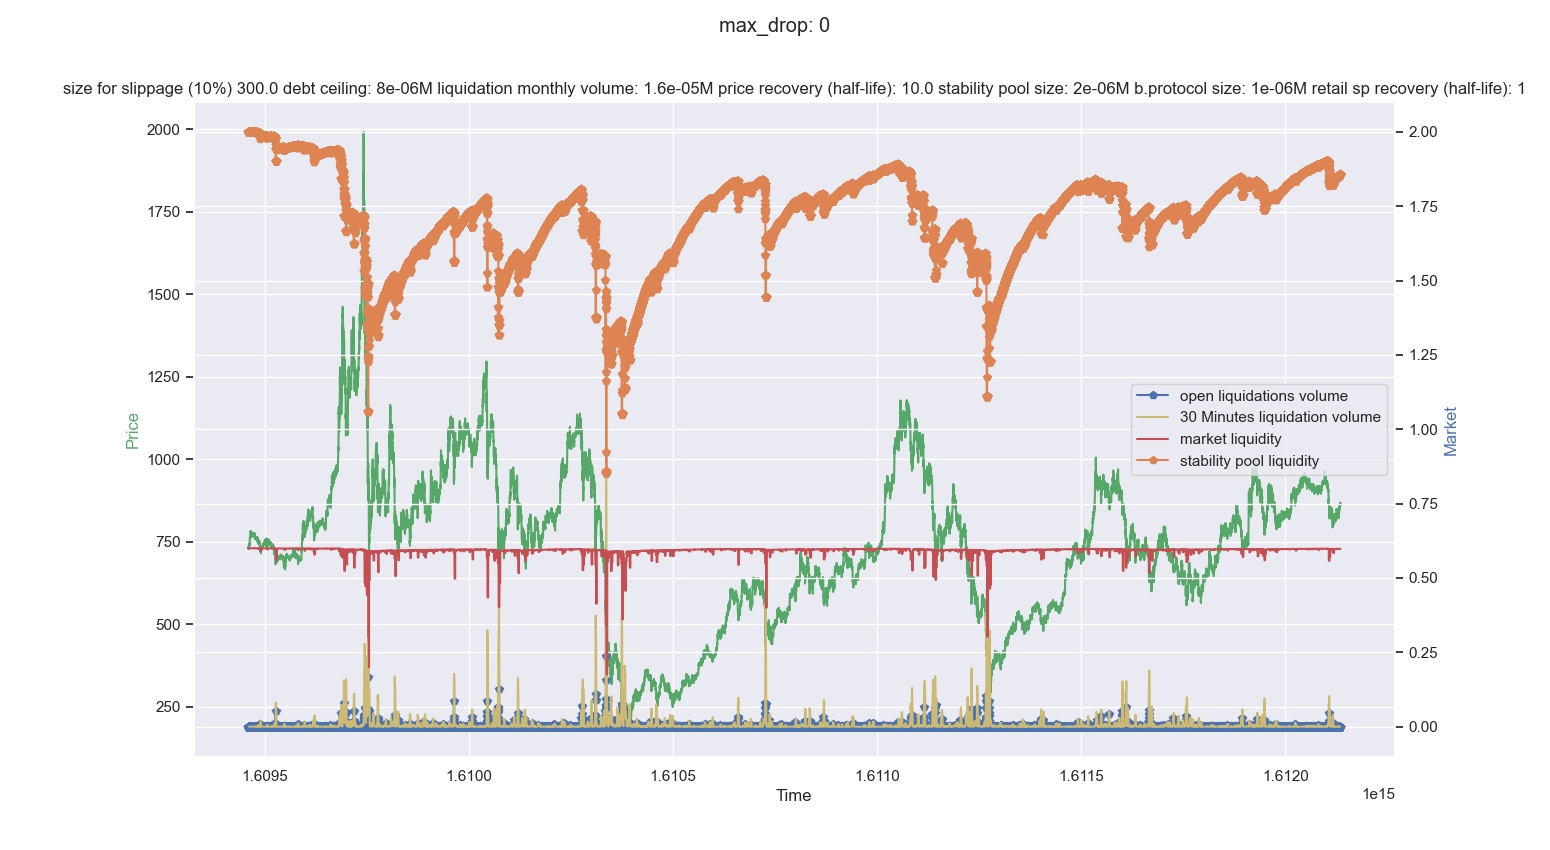 max_drop: 0
size for slippage (10%) 300.0 debt ceiling: 8e-06M liquidation monthly volume: 1.6e-05M price recovery (half-life): 10.0 stability pool size: 2e-06M b.protocol size: 1e-06M retail sp recovery (half-life): 1
2000
1750
1500
1250
1000
750
500
250
Price
2.00
1.75
1.50
1.25
1.00
0.75
0.50
0.25
0.00
Market
open liquidations volume
30 Minutes liquidation volume
market liquidity
stability pool liquidity
1.6095 1.6100 1.6105 1.6110 1.6115 1.6120
Time
1e15